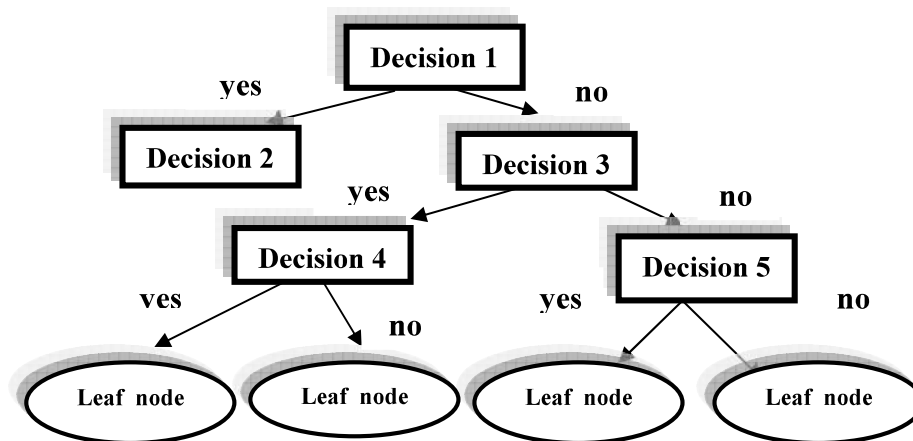 Decision 1
yes
no
Decision 2
Decision 3
yes
no
Decision 4
Decision 5
yes
no
yes
no
Leaf node
Leaf node
Leaf node
Leaf node